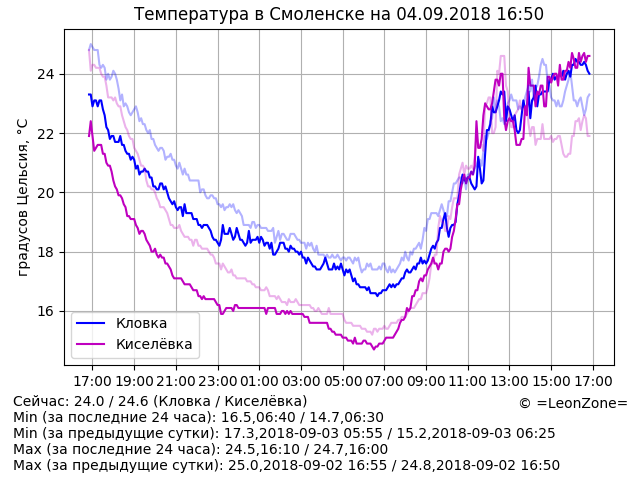 Температура в Смоленске на 04.09.2018 16:50
градусов Цельсия, °C
24
22
20
18
16
Кловка
Киселёвка
17:00 19:00 21:00 23:00 01:00 03:00 05:00 07:00 09:00 11:00 13:00 15:00 17:00
Сейчас: 24.0 / 24.6 (Кловка / Киселёвка)
© =LeonZone=
Min (за последние 24 часа): 16.5,06:40 / 14.7,06:30
Min (за предыдущие сутки): 17.3,2018-09-03 05:55 / 15.2,2018-09-03 06:25
Max (за последние 24 часа): 24.5,16:10 / 24.7,16:00
Max (за предыдущие сутки): 25.0,2018-09-02 16:55 / 24.8,2018-09-02 16:50